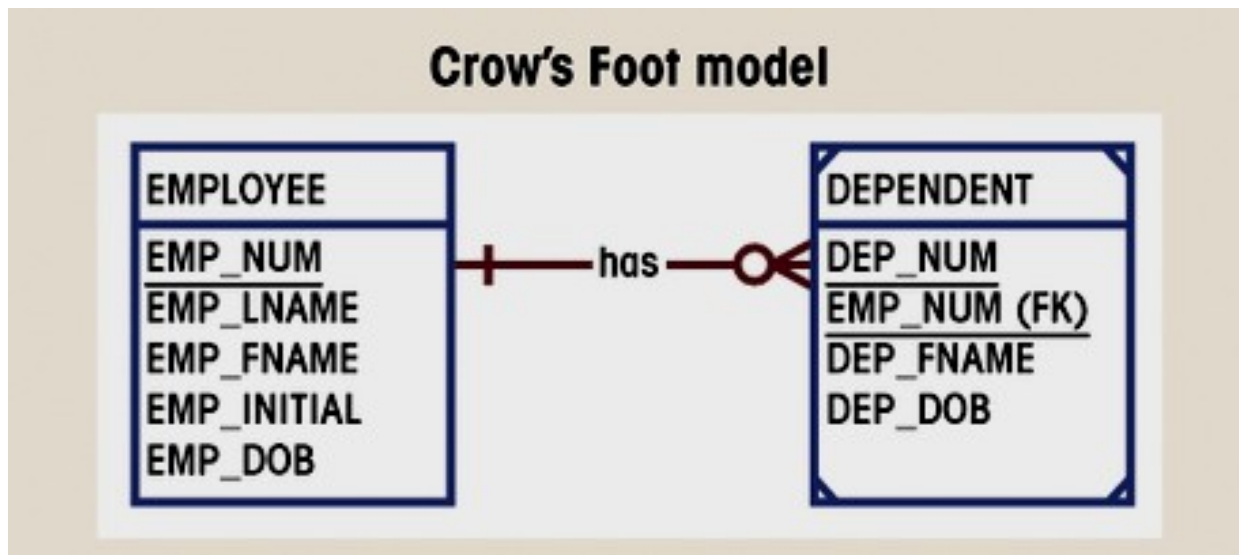 Crow's Foot model
EMPLOYEE
EMP_NUM
EMP_LNAME
EMP_FNAME
EMP_INITIAL
EMP_DOB
has
DEPENDENT
DEP_NUM
EMP_NUM (FK)
DEP_FNAME
DEP_DOB